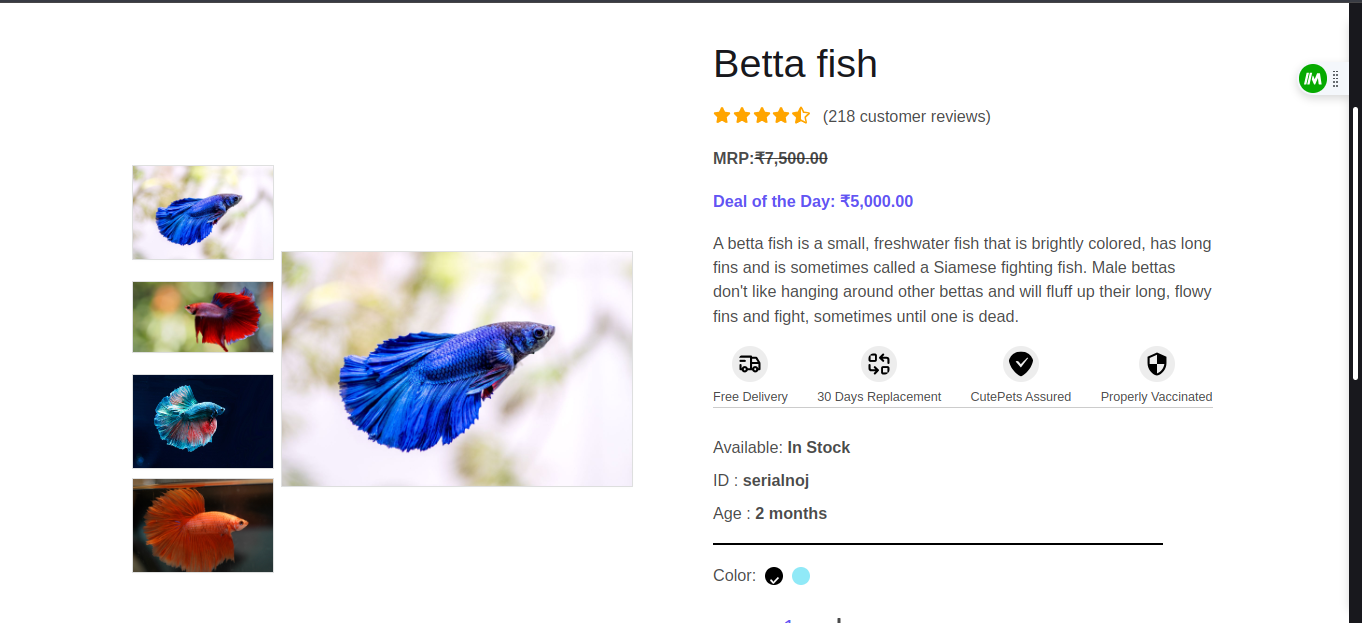 Betta fish
(218 customer reviews)
MRP:₹7,500.00
Deal of the Day: ₹5,000.00
A betta fish is a small, freshwater fish that is brightly colored, has long
fins and is sometimes called a Siamese fighting fish. Male bettas
don't like hanging around other bettas and will fluff up their long, flowy
fins and fight, sometimes until one is dead.
Free Delivery 30 Days Replacement CutePets Assured Properly Vaccinated
Available: In Stock
ID : serialnoj
Age : 2 months
Color: